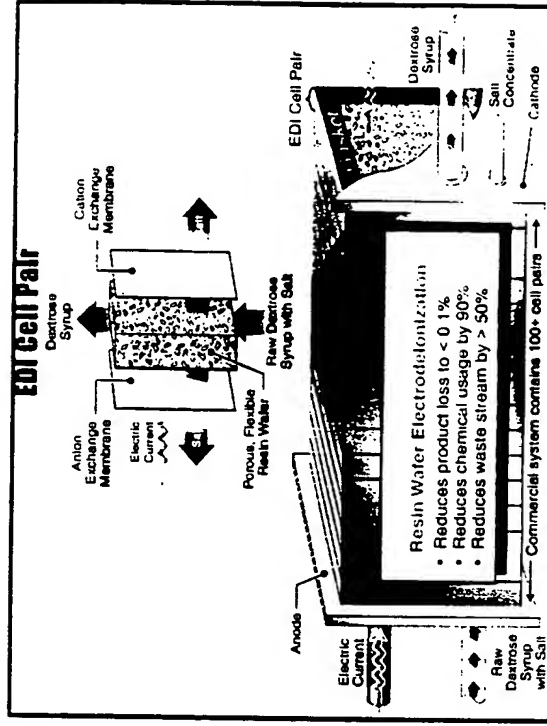 EDI Cell Pair
Dextrose
Syrup
Anion
Exchange
Membrane
Cation
Exchange
Membrane
Electric
Current
Salt
Porous, Flexible
Resin Water
Raw Dextrose
Syrup with Salt
Anode
EDI Cell Pair
Electric
Current
Resin Water Electrodeionization
• Reduces product loss to < 0 1%
• Reduces chemical usage by 90%
• Reduces waste stream by > 50%
Dextrose
Syrup
Salt
Concentrate
Cathode
Raw
Dextrose
Syrup
with Salt
Commercial system contains 100+ cell pairs